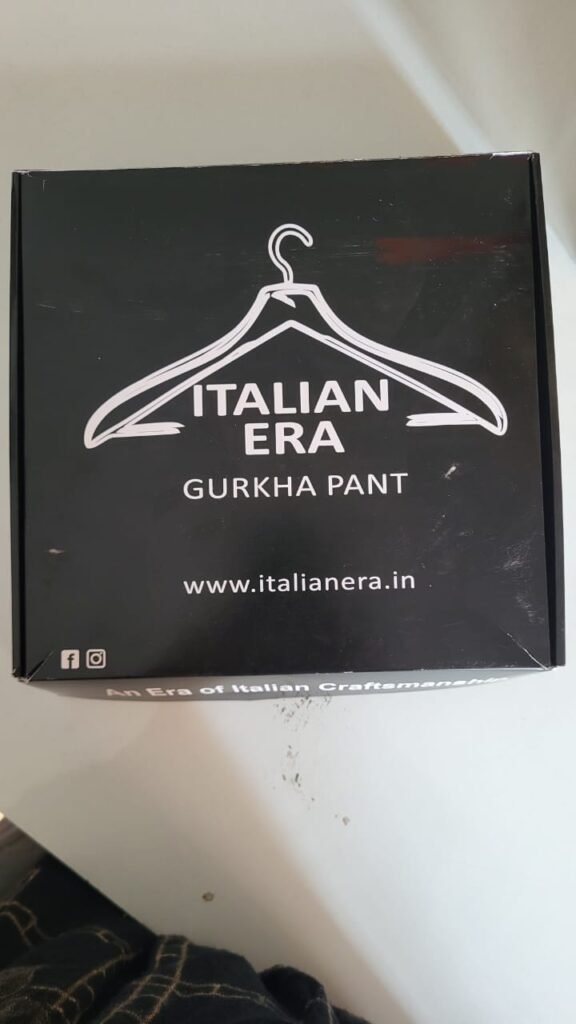 ITALIAN
ERA
GURKHA PANT
www.italianera.in
An Era of Italian Craftsmanship